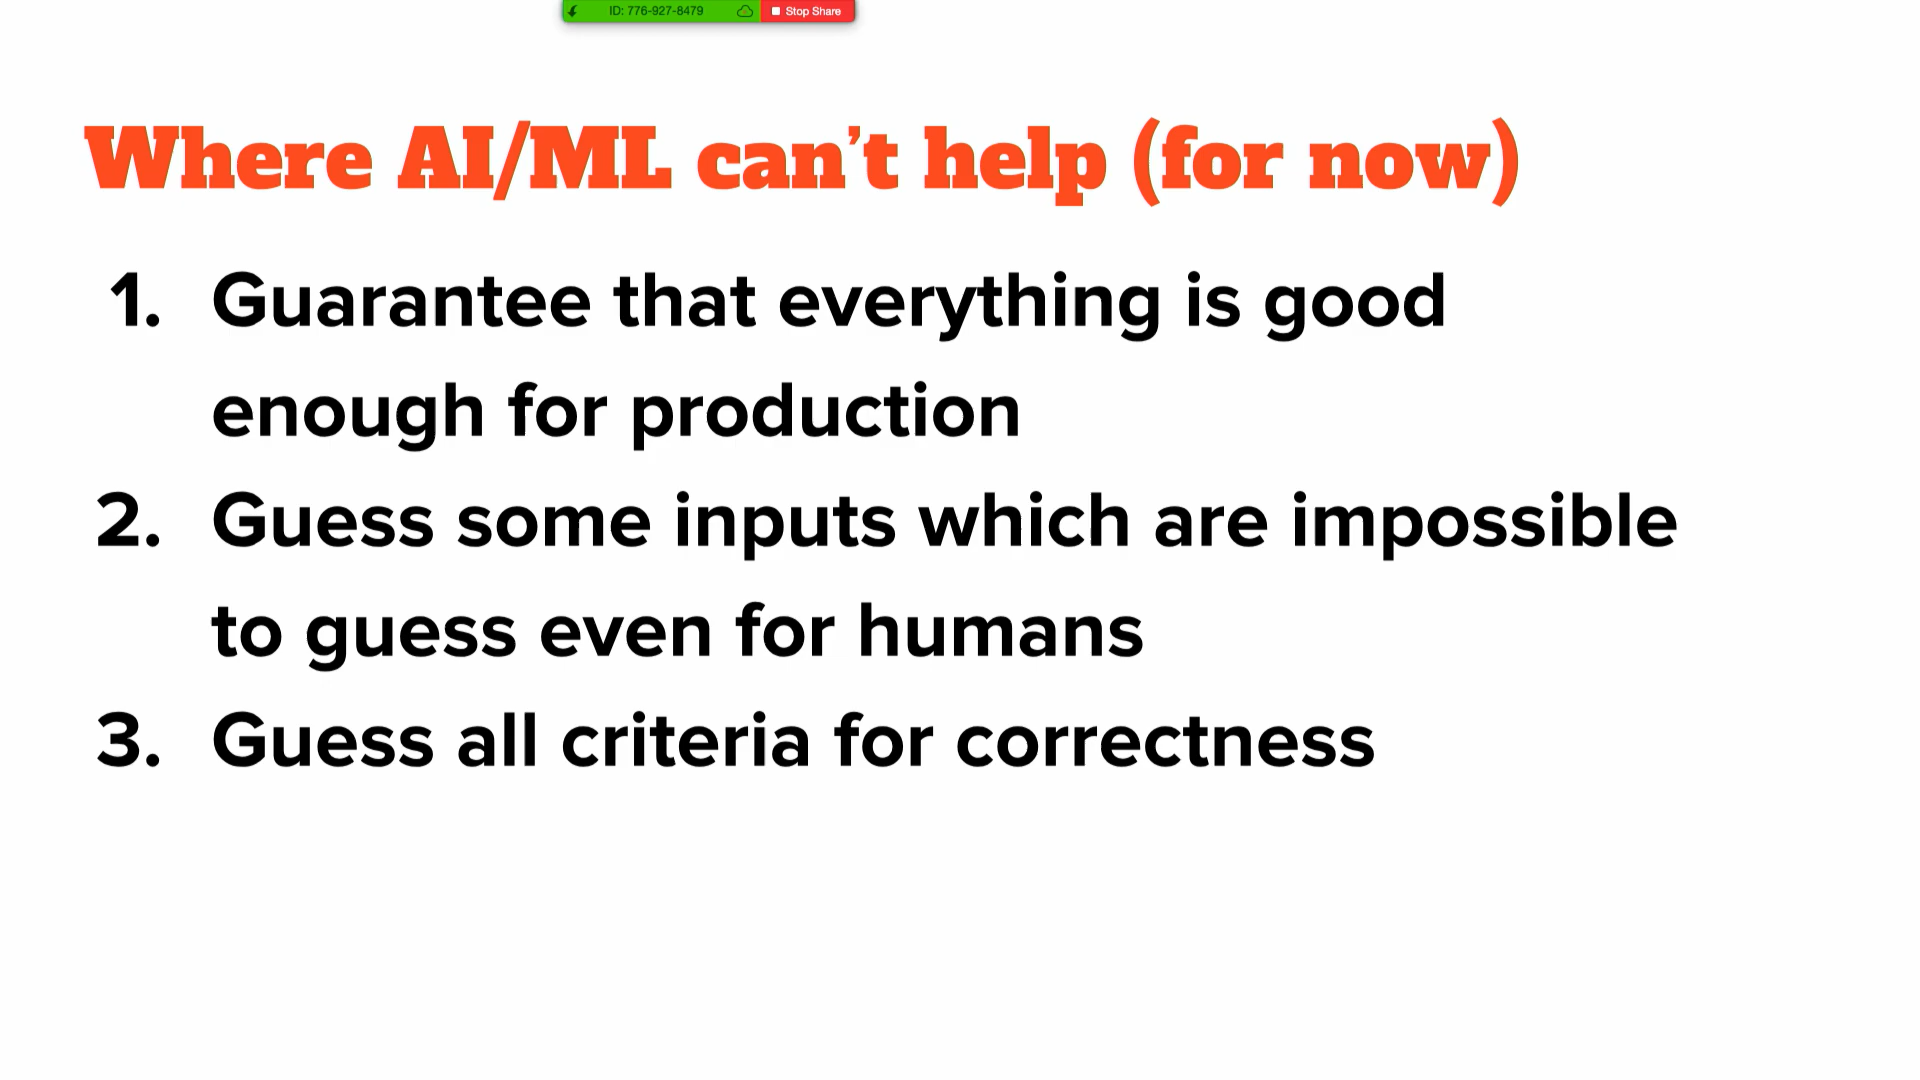 ID: 776-927-8479
Stop Share
Where AI/ML can’t help (for now)
1. Guarantee that everything is good
enough for production
2. Guess some inputs which are impossible
to guess even for humans
3. Guess all criteria for correctness